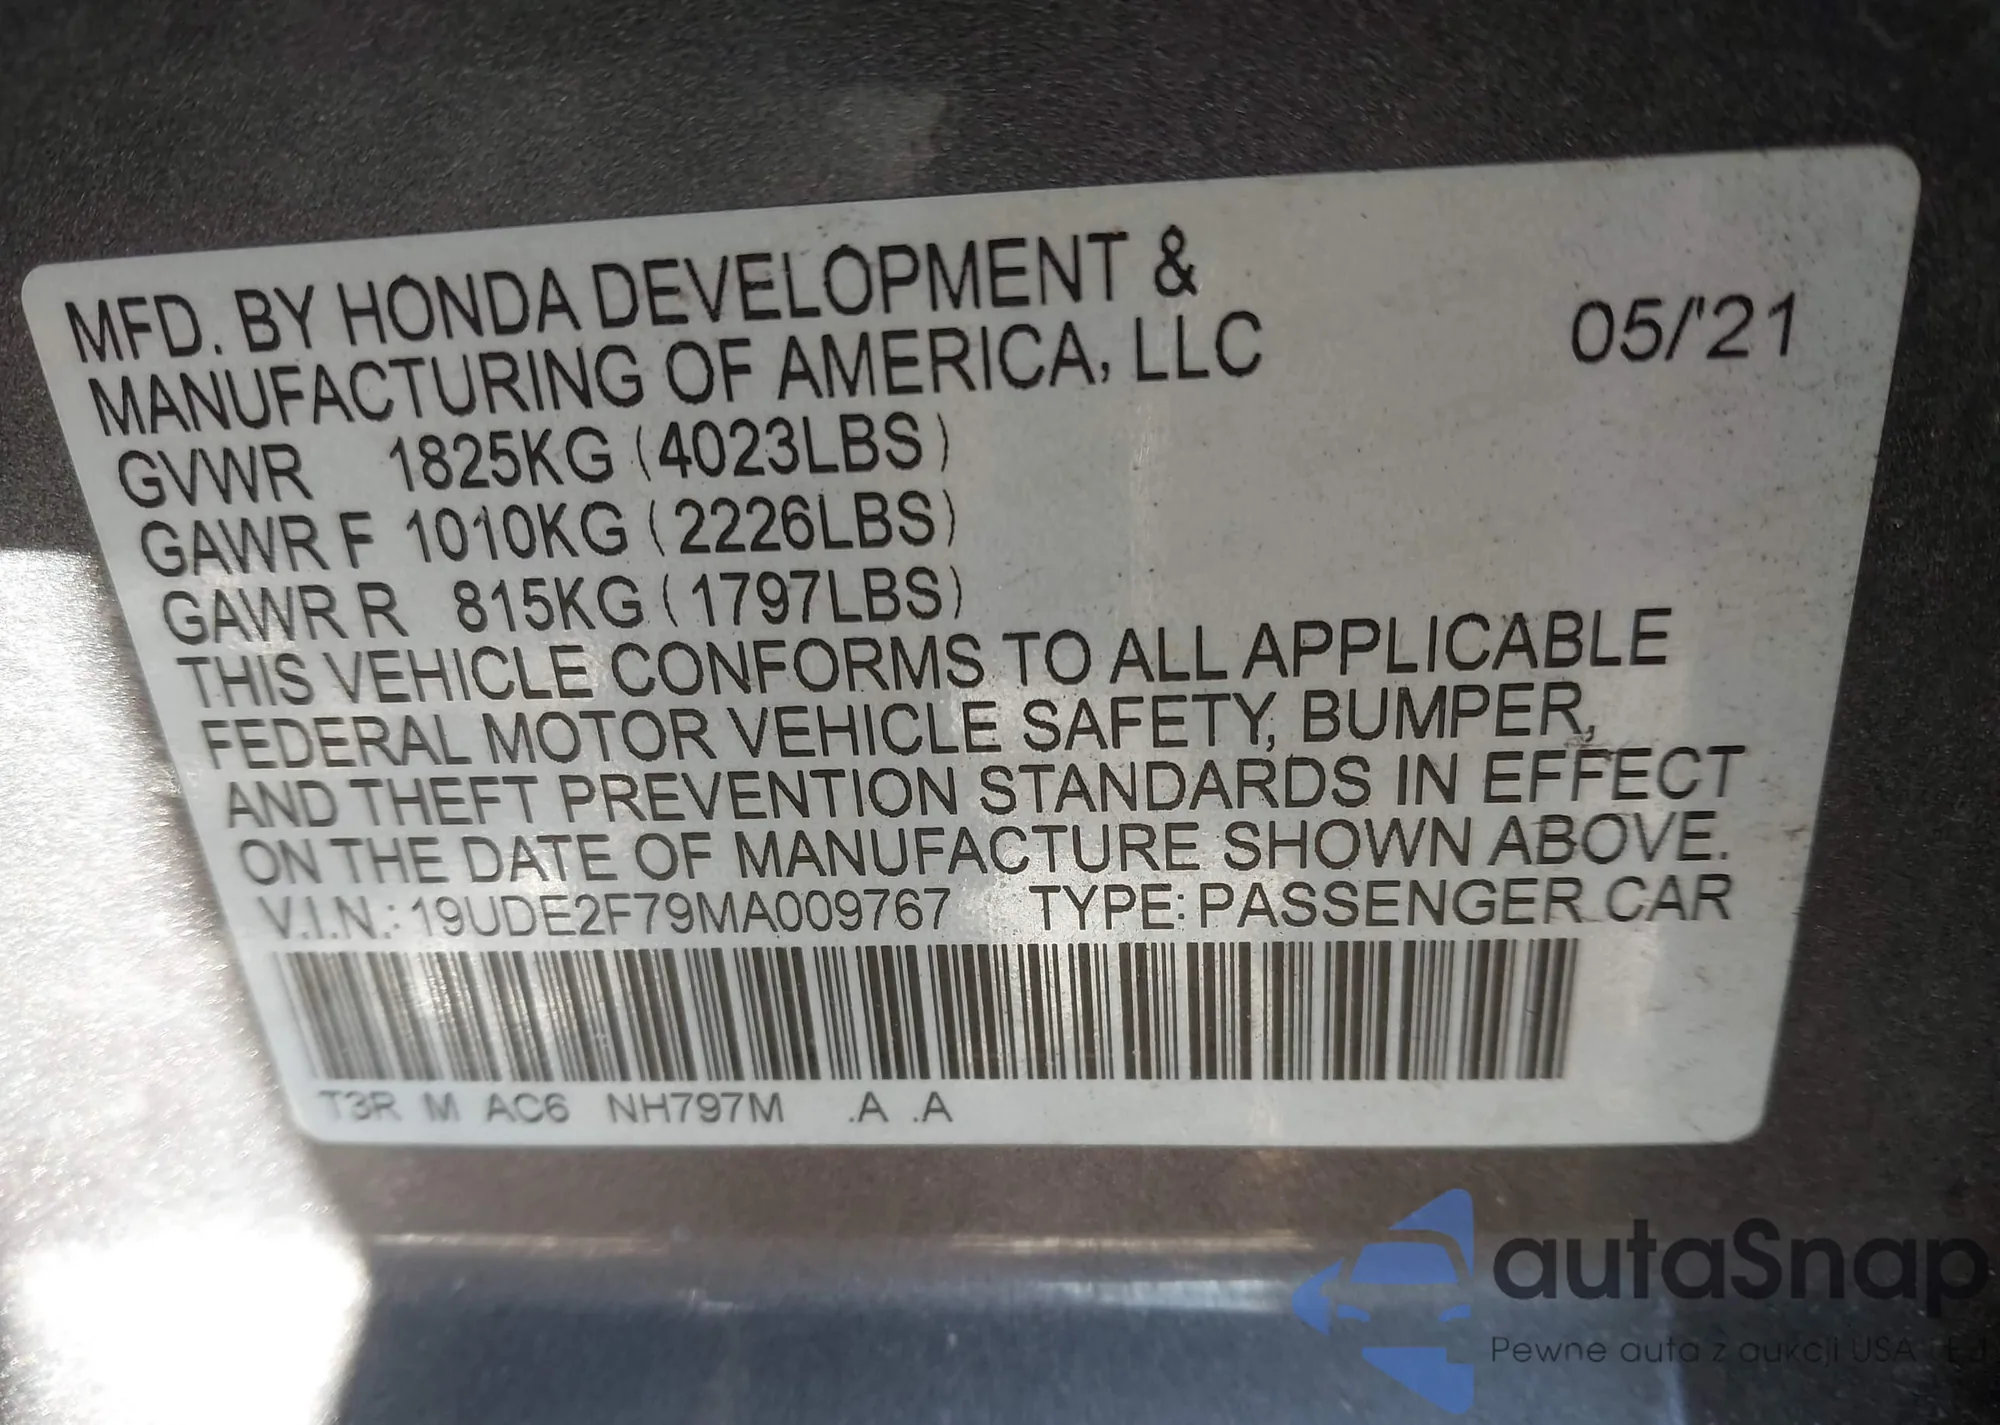 MFD. BY HONDA DEVELOPMENT &
MANUFACTURING OF AMERICA, LLC
05/'21
GVWR 1825KG (4023LBS)
GAWR F 1010KG (2226LBS)
GAWR R 815KG (1797LBS)
THIS VEHICLE CONFORMS TO ALL APPLICABLE
FEDERAL MOTOR VEHICLE SAFETY, BUMPER,
AND THEFT PREVENTION STANDARDS IN EFFECT
ON THE DATE OF MANUFACTURE SHOWN ABOVE.
V.I.N.: 19UDE2F79MA009767 TYPE: PASSENGER CAR
T3R M AC6 NH797M .A .A
autaSnap
Pewne auta z aukcji USA